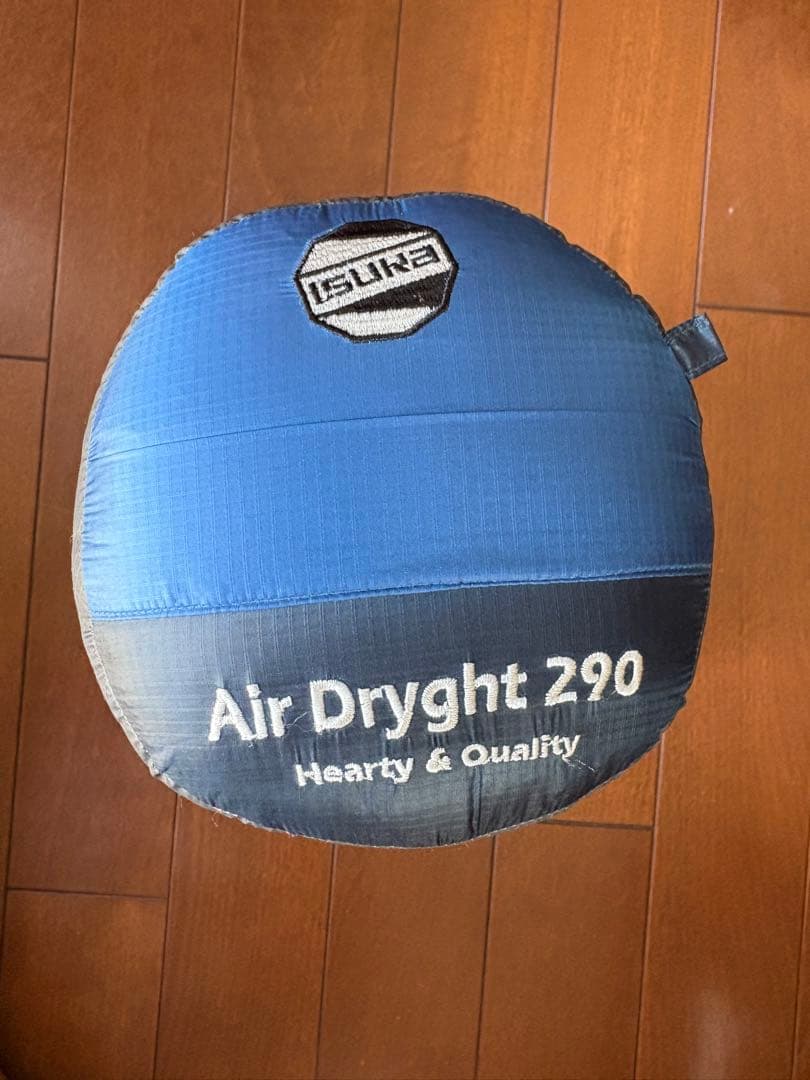 ISUKA
Air Dryght 290
Hearty & Quality